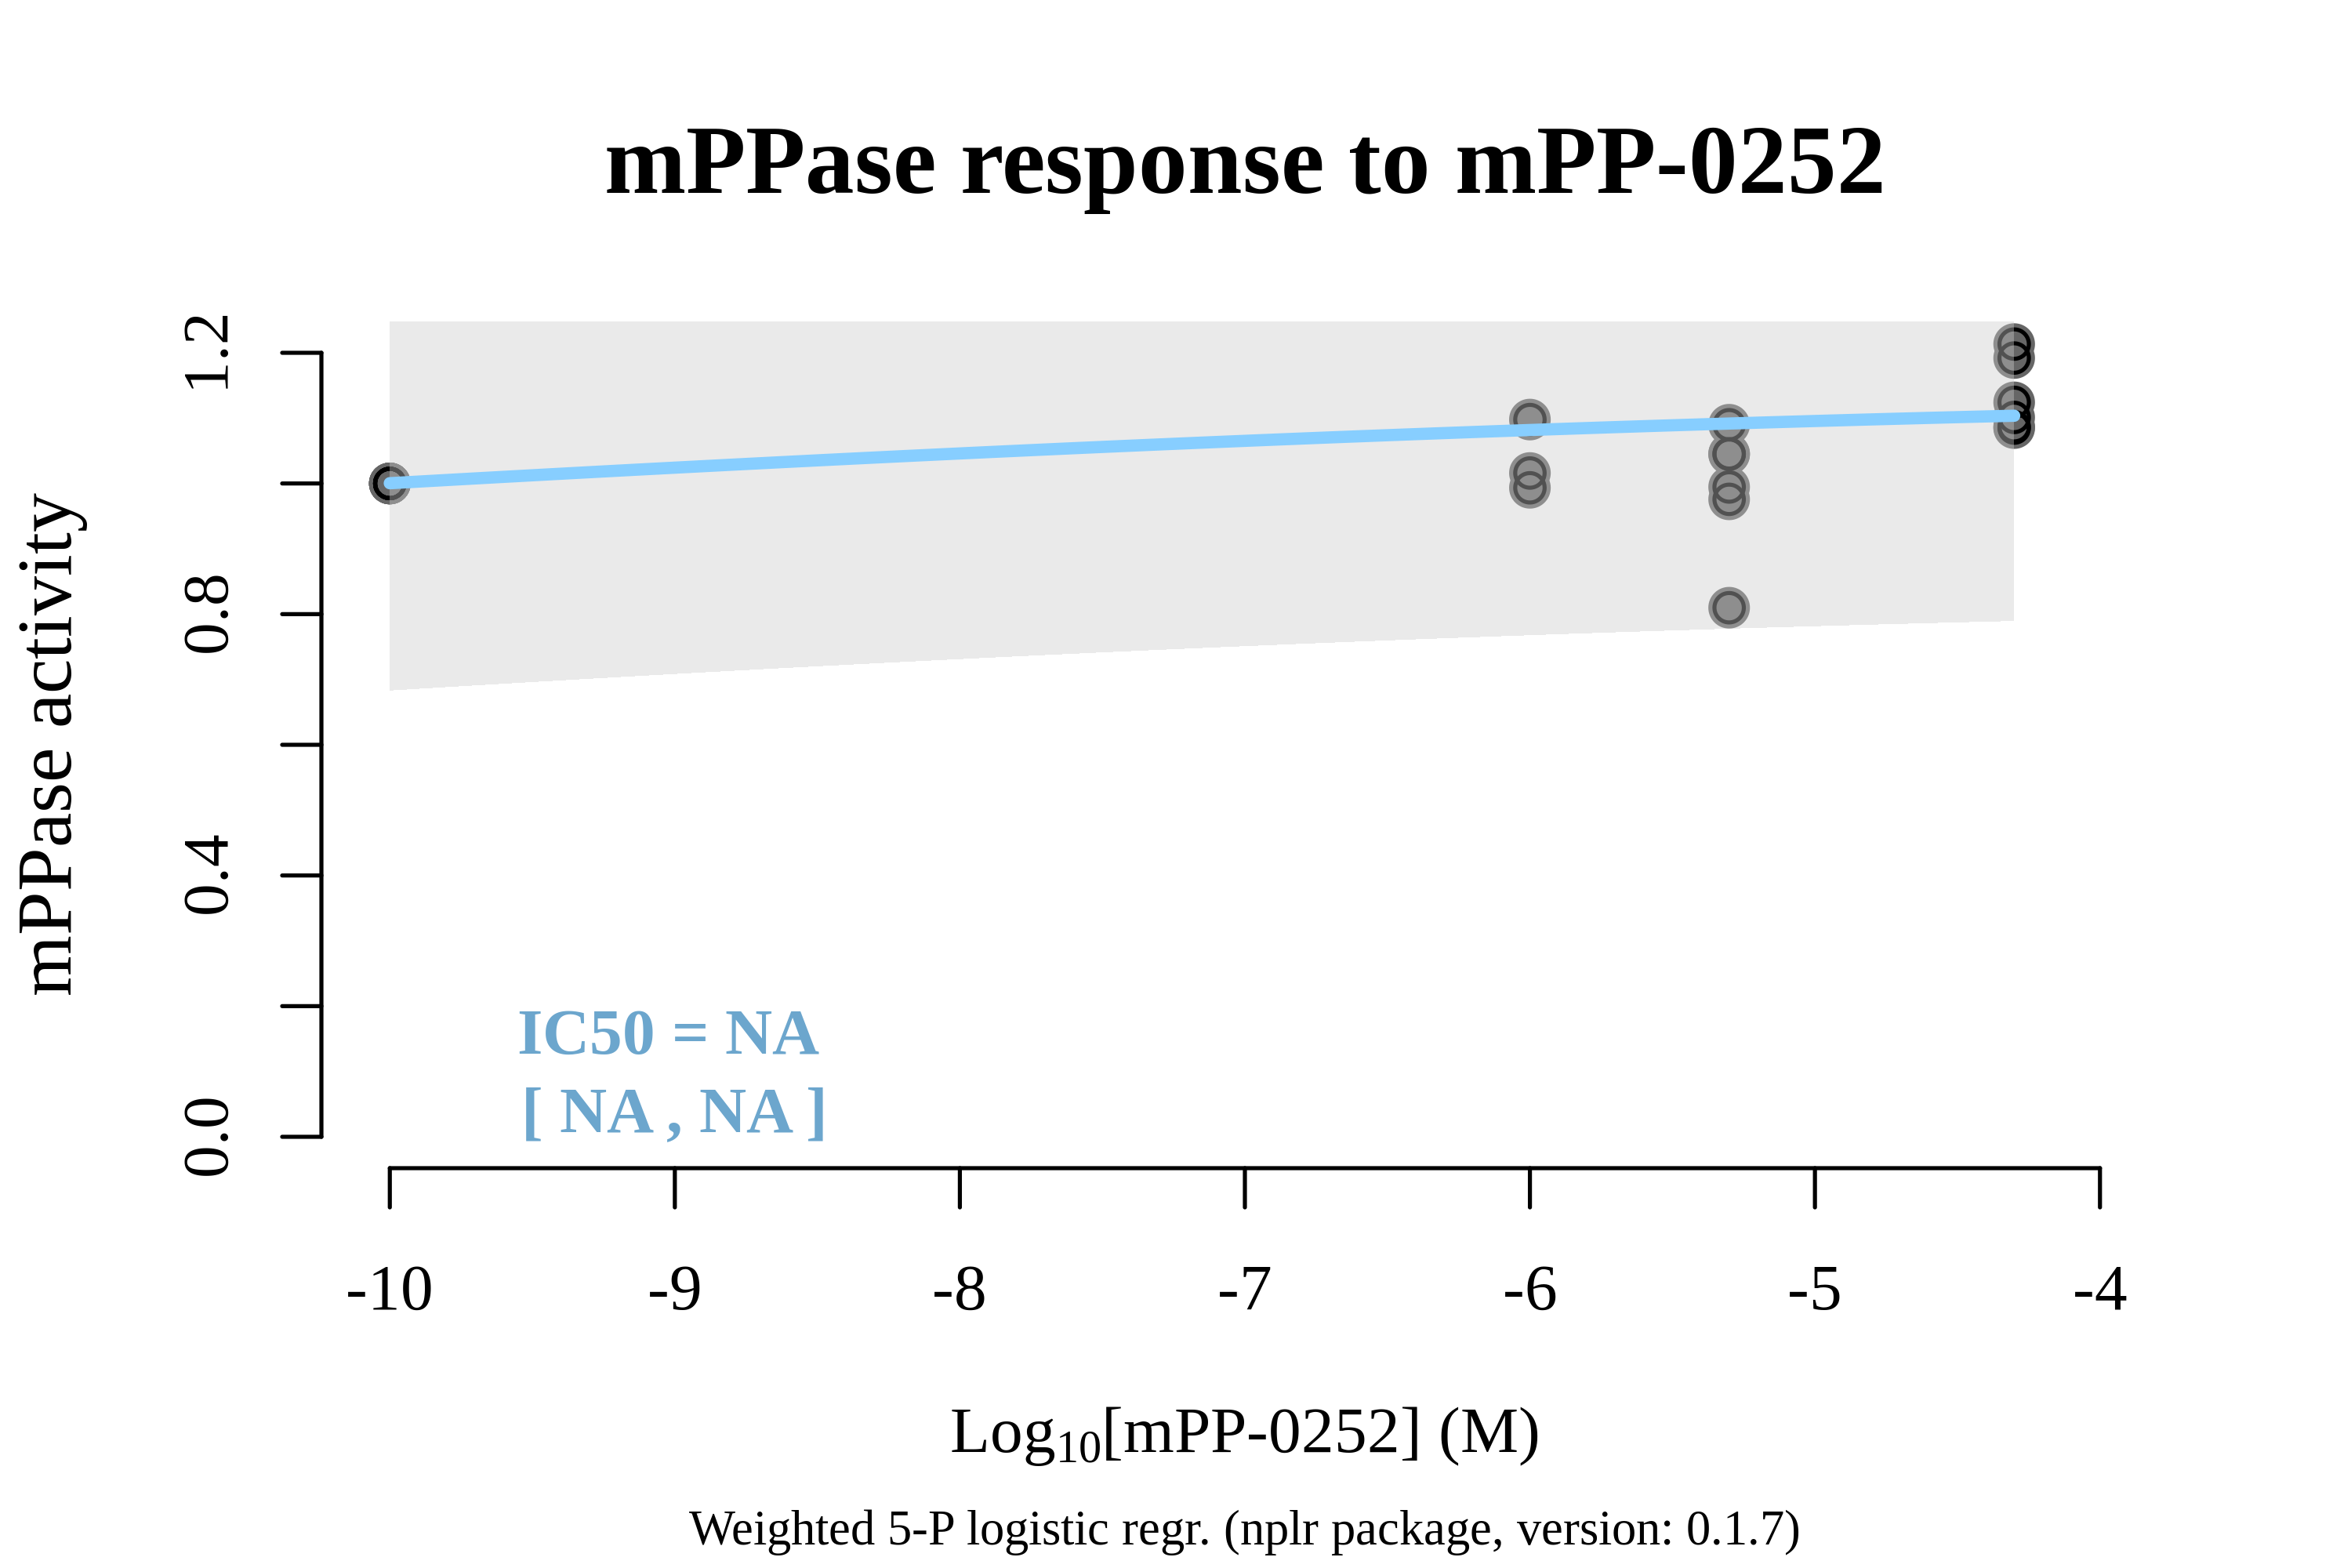 mPPase response to mPP-0252
mPPase activity
1.2
0.8
0.4
0.0
IC50 = NA
[ NA , NA ]
-10 -9 -8 -7 -6 -5 -4
Log10[mPP-0252] (M)
Weighted 5-P logistic regr. (nplr package, version: 0.1.7)